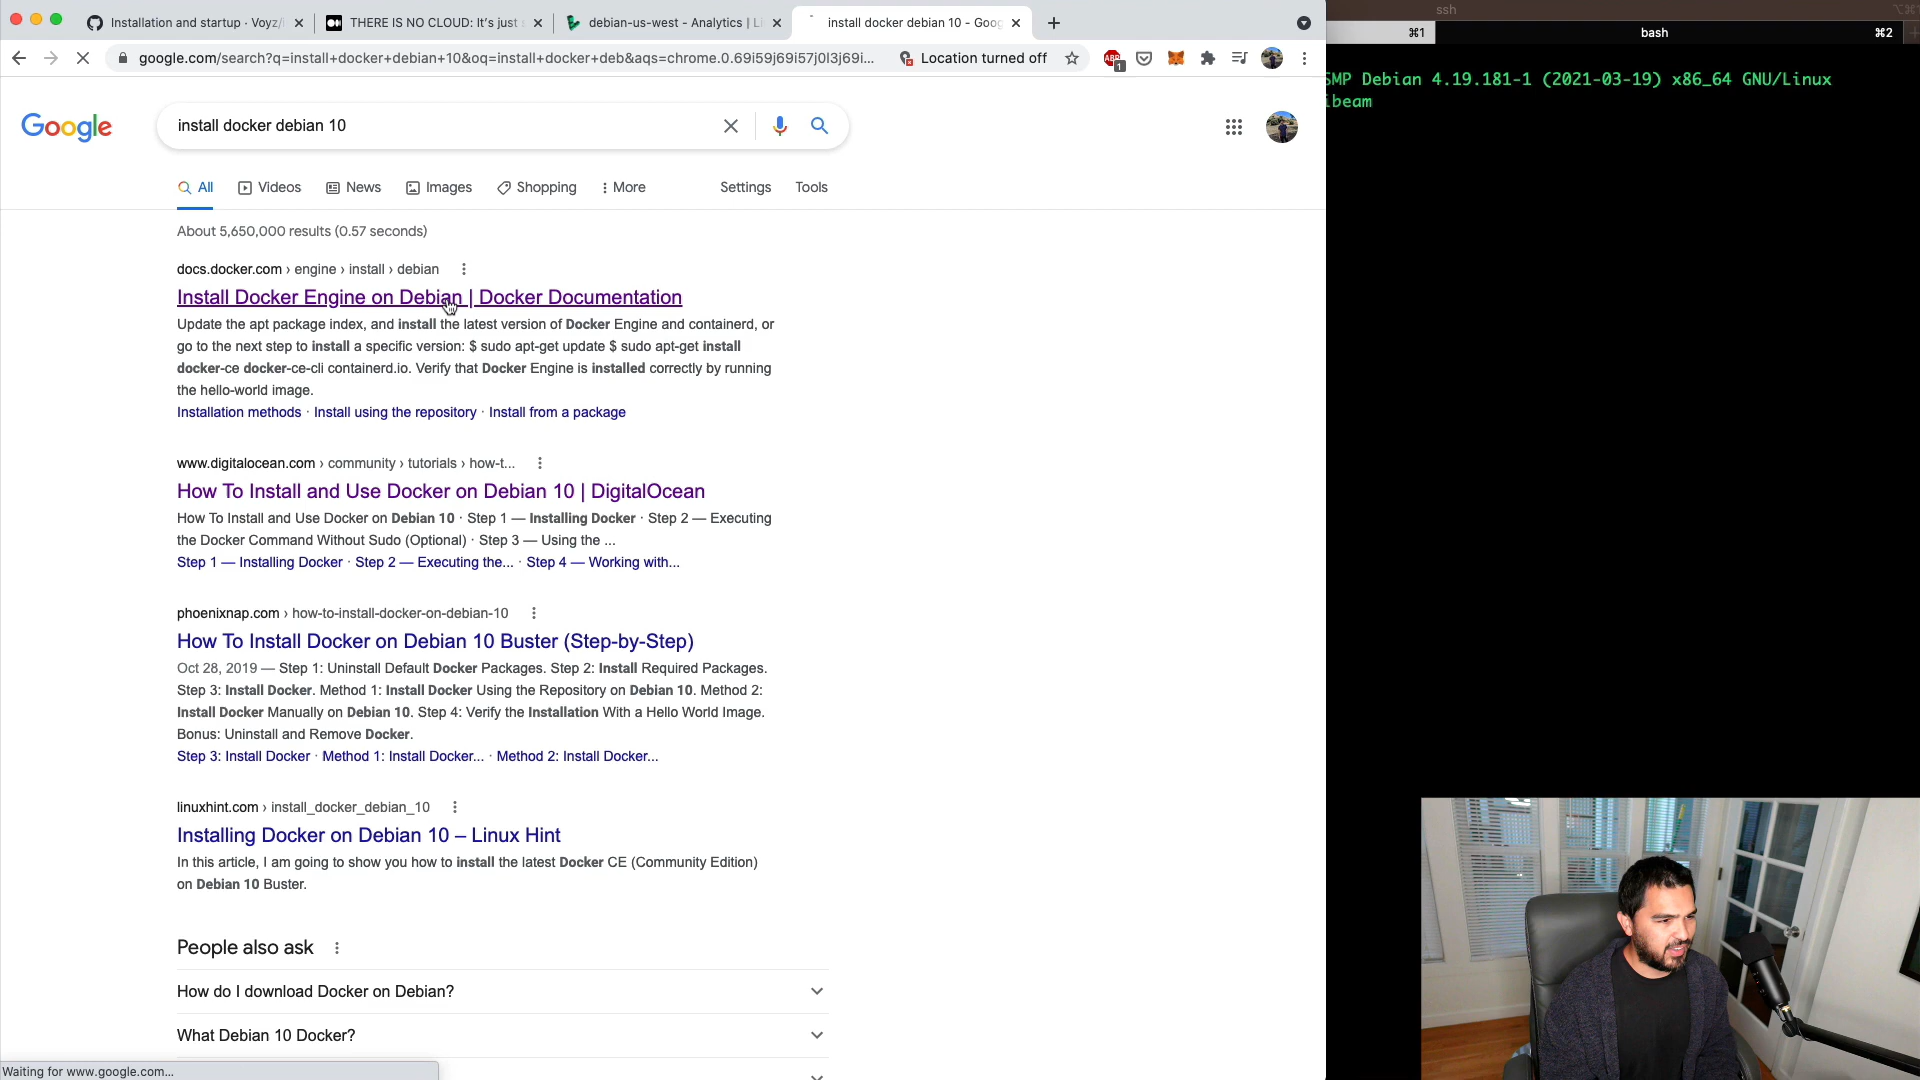 Installation and startup · Voyz/i
THERE IS NO CLOUD: It's just s
debian-us-west - Analytics | Li
install docker debian 10 - Goog
google.com/search?q=install+docker+debian+10&oq=install+docker+deb&aqs=chrome.0.69i59j69i57j0l3j69i...
Location turned off
ABP
1
ssh
⌥⌘1
⌘1
bash
⌘2
SMP Debian 4.19.181-1 (2021-03-19) x86_64 GNU/Linux
ibeam
Google
install docker debian 10
All
Videos
News
Images
Shopping
More
Settings
Tools
About 5,650,000 results (0.57 seconds)
docs.docker.com › engine › install › debian
Install Docker Engine on Debian | Docker Documentation
Update the apt package index, and install the latest version of Docker Engine and containerd, or
go to the next step to install a specific version: $ sudo apt-get update $ sudo apt-get install
docker-ce docker-ce-cli containerd.io. Verify that Docker Engine is installed correctly by running
the hello-world image.
Installation methods · Install using the repository · Install from a package
www.digitalocean.com › community › tutorials › how-t...
How To Install and Use Docker on Debian 10 | DigitalOcean
How To Install and Use Docker on Debian 10 · Step 1 — Installing Docker · Step 2 — Executing
the Docker Command Without Sudo (Optional) · Step 3 — Using the ...
Step 1 — Installing Docker · Step 2 — Executing the... · Step 4 — Working with...
phoenixnap.com › how-to-install-docker-on-debian-10
How To Install Docker on Debian 10 Buster (Step-by-Step)
Oct 28, 2019 — Step 1: Uninstall Default Docker Packages. Step 2: Install Required Packages.
Step 3: Install Docker. Method 1: Install Docker Using the Repository on Debian 10. Method 2:
Install Docker Manually on Debian 10. Step 4: Verify the Installation With a Hello World Image.
Bonus: Uninstall and Remove Docker.
Step 3: Install Docker · Method 1: Install Docker... · Method 2: Install Docker...
linuxhint.com › install_docker_debian_10
Installing Docker on Debian 10 – Linux Hint
In this article, I am going to show you how to install the latest Docker CE (Community Edition)
on Debian 10 Buster.
People also ask
How do I download Docker on Debian?
What Debian 10 Docker?
Waiting for www.google.com...